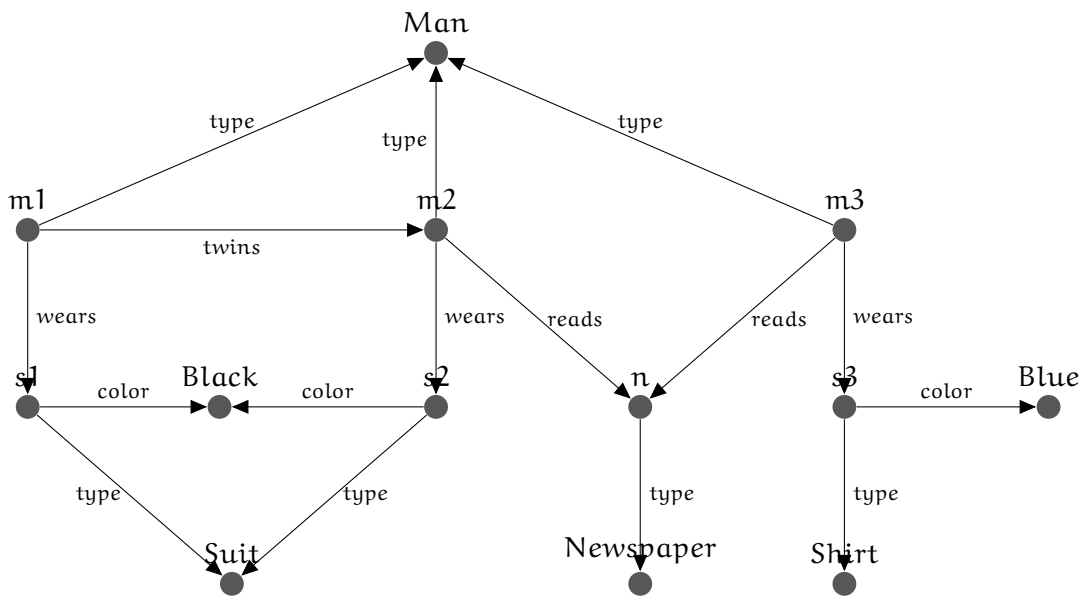 Man
type
type
type
m1
m2
m3
twins
wears
wears
reads
reads
wears
s1
color
Black
color
s2
n
s3
color
Blue
type
type
type
type
Suit
Newspaper
Shirt